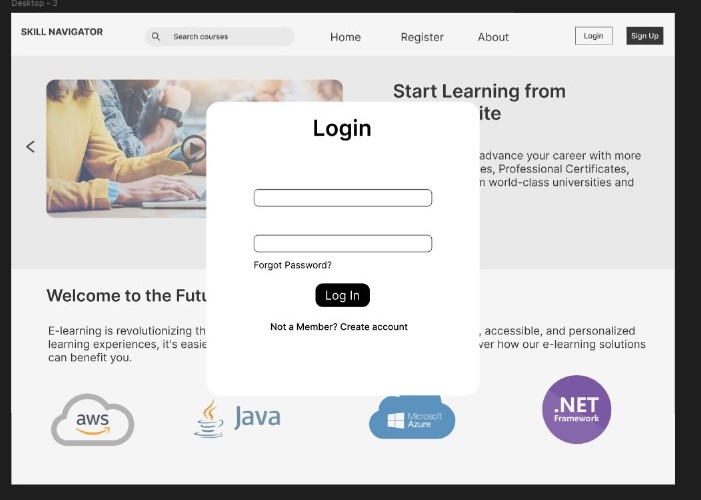 Desktop - 3
SKILL NAVIGATOR
Search courses
Home
Register
About
Login
Sign Up
Start Learning from
ite
Login
advance your career with more
es, Professional Certificates,
n world-class universities and
Forgot Password?
Log In
Not a Member? Create account
Welcome to the Futu
E-learning is revolutionizing th
, accessible, and personalized
learning experiences, it's easie
ver how our e-learning solutions
can benefit you.
aws
Java
Microsoft
Azure
.NET
Framework